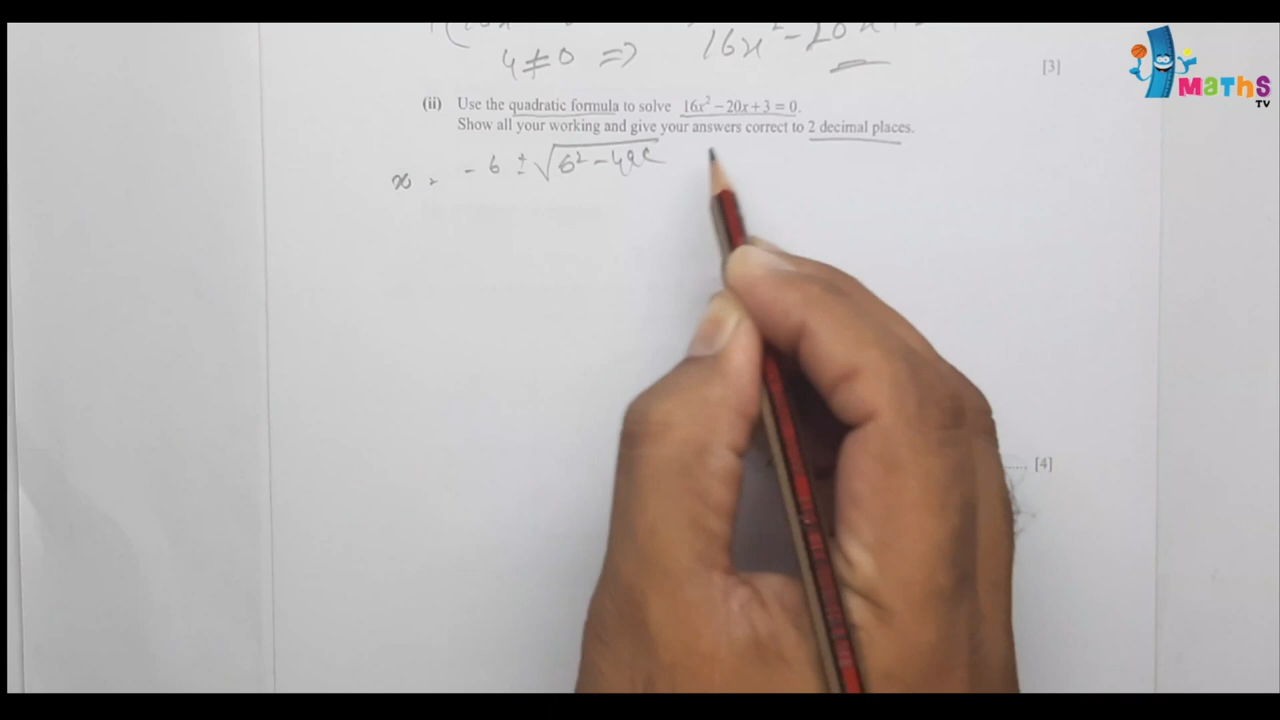 4 ≠ 0 ⇒ 16x² - 20x
[3]
MaTHS
TV
(ii) Use the quadratic formula to solve 16x² − 20x + 3 = 0.
Show all your working and give your answers correct to 2 decimal places.
x = - b ± √b² - 4ac
[4]